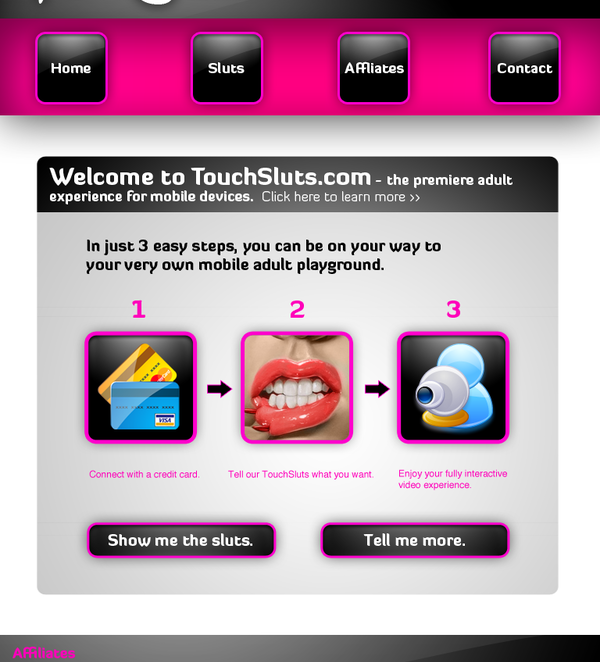 Home
Sluts
Affliates
Contact
Welcome to TouchSluts.com - the premiere adult
experience for mobile devices. Click here to learn more >>
In just 3 easy steps, you can be on your way to
your very own mobile adult playground.
1
2
3
VISA
Connect with a credit card.
Tell our TouchSluts what you want.
Enjoy your fully interactive
video experience.
Show me the sluts.
Tell me more.
Affiliates